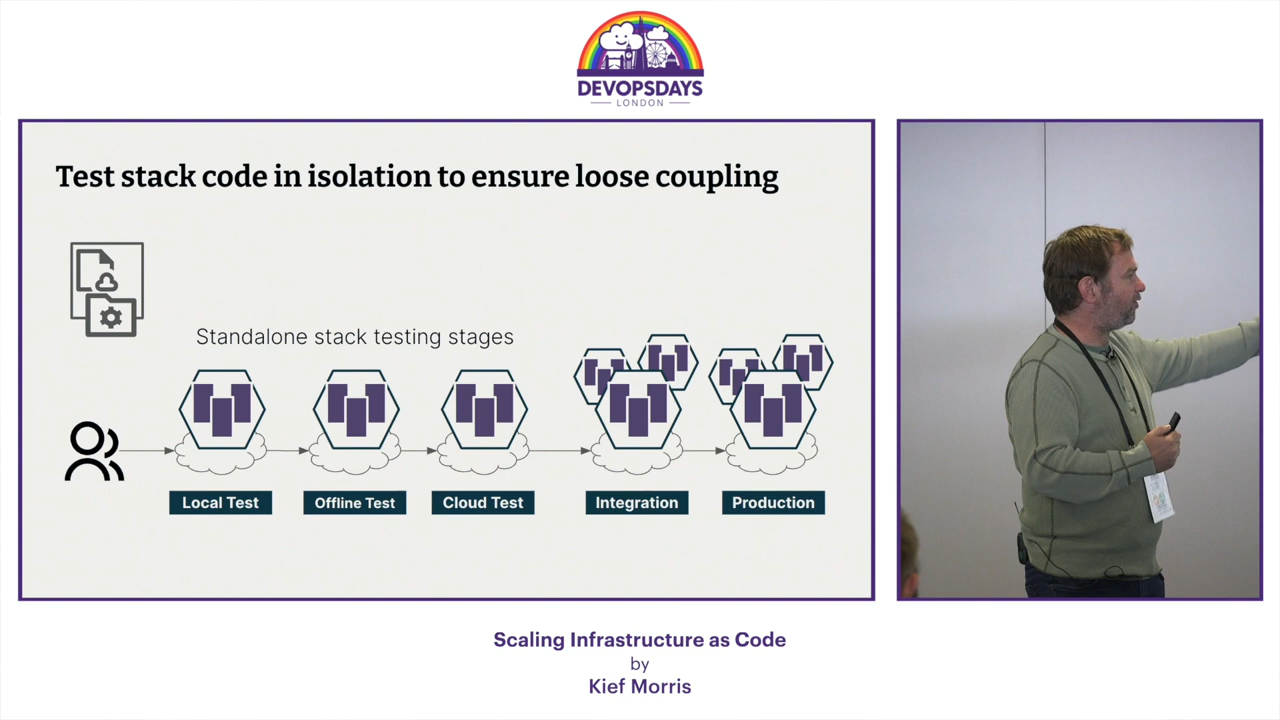 DEVOPSDAYS
LONDON
Test stack code in isolation to ensure loose coupling
Standalone stack testing stages
Local Test
Offline Test
Cloud Test
Integration
Production
Scaling Infrastructure as Code
by
Kief Morris